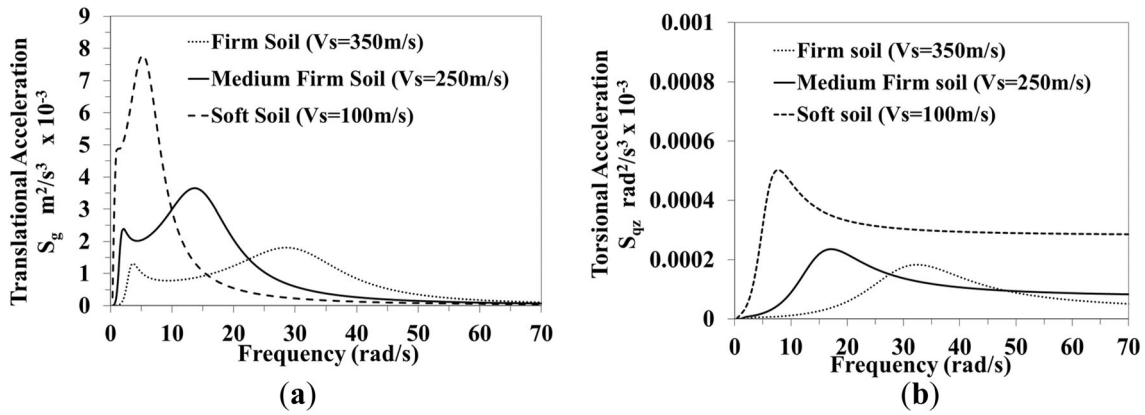 Translational Acceleration
S_g m²/s³ x 10⁻³
9
8
7
6
5
4
3
2
1
0
Firm Soil (Vs=350m/s)
Medium Firm Soil (Vs=250m/s)
Soft Soil (Vs=100m/s)
0 10 20 30 40 50 60 70
Frequency (rad/s)
(a)
Torsional Acceleration
S_qz rad²/s³ x 10⁻³
0.001
0.0008
0.0006
0.0004
0.0002
0
Firm soil (Vs=350m/s)
Medium Firm soil (Vs=250m/s)
Soft soil (Vs=100m/s)
0 10 20 30 40 50 60 70
Frequency (rad/s)
(b)